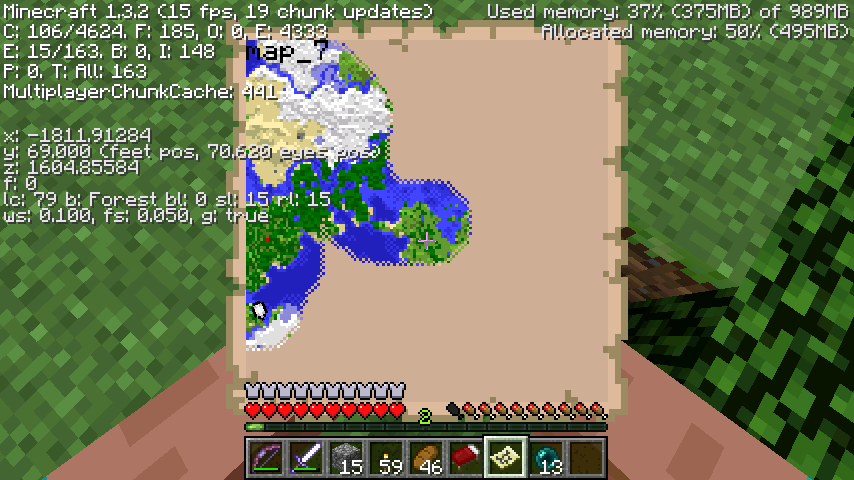 Minecraft 1.3.2 (15 fps, 19 chunk updates)
Used memory: 37% (375MB) of 989MB
C: 106/4624, F: 185, O: 0, E: 4333
Allocated memory: 50% (495MB)
E: 15/163, B: 0, I: 148
map_7
P: 0, T: All: 163
MultiplayerChunkCache: 441
x: -1811.91284
y: 69.000 (feet pos, 70.620 eyes pos)
z: 1604.85584
f: 0
lc: 79 b: Forest bl: 0 sl: 15 rl: 15
ws: 0.100, fs: 0.050, g: true
8
15 59 46 13